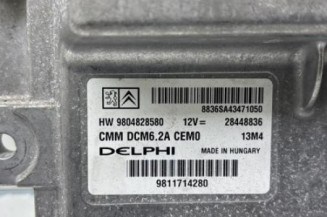 8836SA43471050
HW 9804828580 12V= 28448836
CMM DCM6.2A CEM0 13M4
DELPHI MADE IN HUNGARY
9811714280